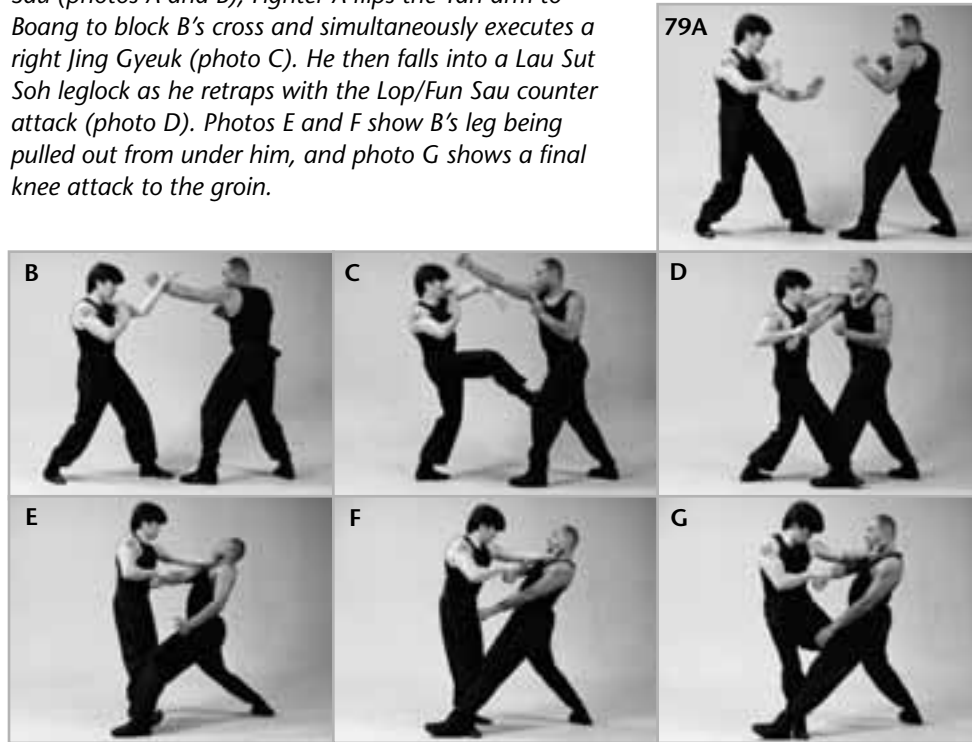 Sau (photos A and B), Fighter A flips the Tan arm to
Boang to block B's cross and simultaneously executes a
right Jing Gyeuk (photo C). He then falls into a Lau Sut
Soh leglock as he retraps with the Lop/Fun Sau counter
attack (photo D). Photos E and F show B's leg being
pulled out from under him, and photo G shows a final
knee attack to the groin.
79A
B
C
D
E
F
G